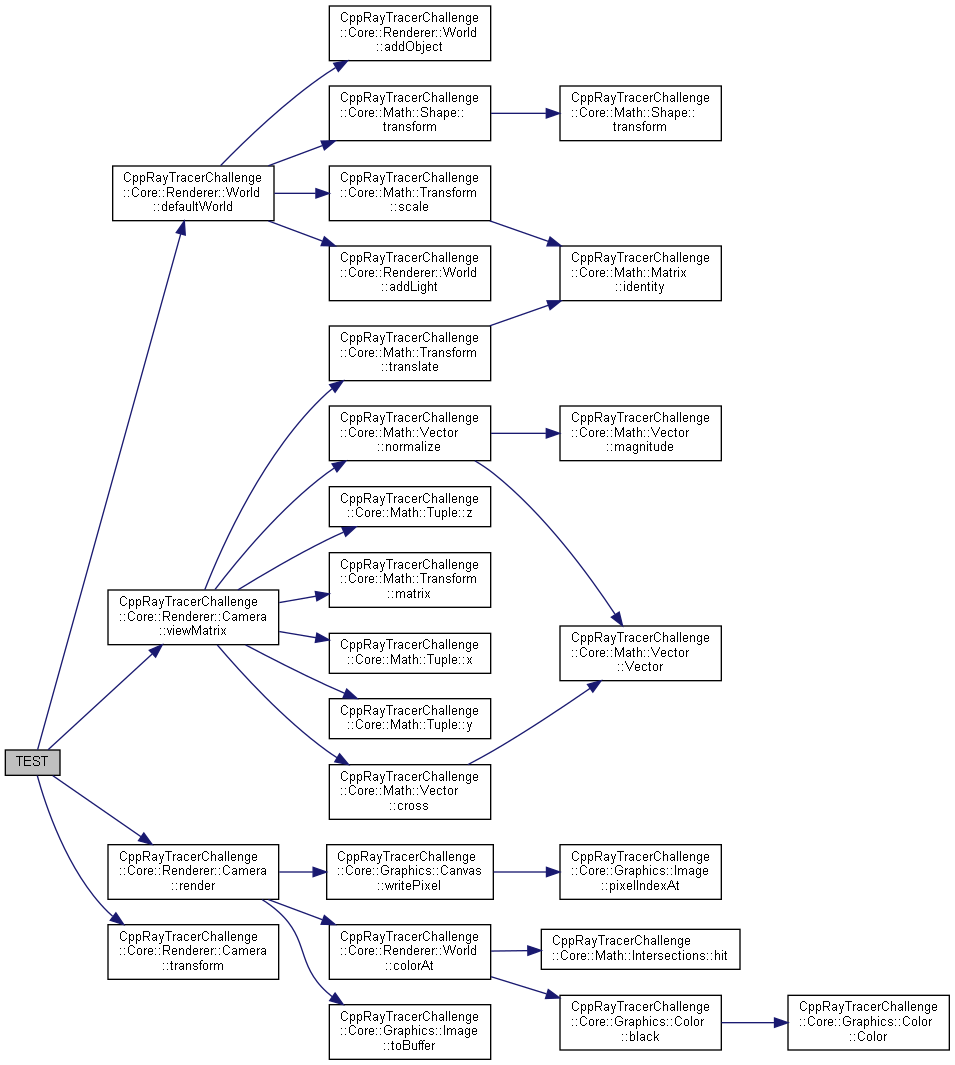 CppRayTracerChallenge
::Core::Renderer::World
::addObject
CppRayTracerChallenge
::Core::Math::Shape::
transform
CppRayTracerChallenge
::Core::Math::Shape::
transform
CppRayTracerChallenge
::Core::Renderer::World
::defaultWorld
CppRayTracerChallenge
::Core::Math::Transform
::scale
CppRayTracerChallenge
::Core::Renderer::World
::addLight
CppRayTracerChallenge
::Core::Math::Matrix
::identity
CppRayTracerChallenge
::Core::Math::Transform
::translate
CppRayTracerChallenge
::Core::Math::Vector
::normalize
CppRayTracerChallenge
::Core::Math::Vector
::magnitude
CppRayTracerChallenge
::Core::Math::Tuple::z
CppRayTracerChallenge
::Core::Math::Transform
::matrix
CppRayTracerChallenge
::Core::Renderer::Camera
::viewMatrix
CppRayTracerChallenge
::Core::Math::Tuple::x
CppRayTracerChallenge
::Core::Math::Vector
::Vector
CppRayTracerChallenge
::Core::Math::Tuple::y
TEST
CppRayTracerChallenge
::Core::Math::Vector
::cross
CppRayTracerChallenge
::Core::Renderer::Camera
::render
CppRayTracerChallenge
::Core::Graphics::Canvas
::writePixel
CppRayTracerChallenge
::Core::Graphics::Image
::pixelIndexAt
CppRayTracerChallenge
::Core::Renderer::Camera
::transform
CppRayTracerChallenge
::Core::Renderer::World
::colorAt
CppRayTracerChallenge
::Core::Math::Intersections::hit
CppRayTracerChallenge
::Core::Graphics::Image
::toBuffer
CppRayTracerChallenge
::Core::Graphics::Color
::black
CppRayTracerChallenge
::Core::Graphics::Color
::Color